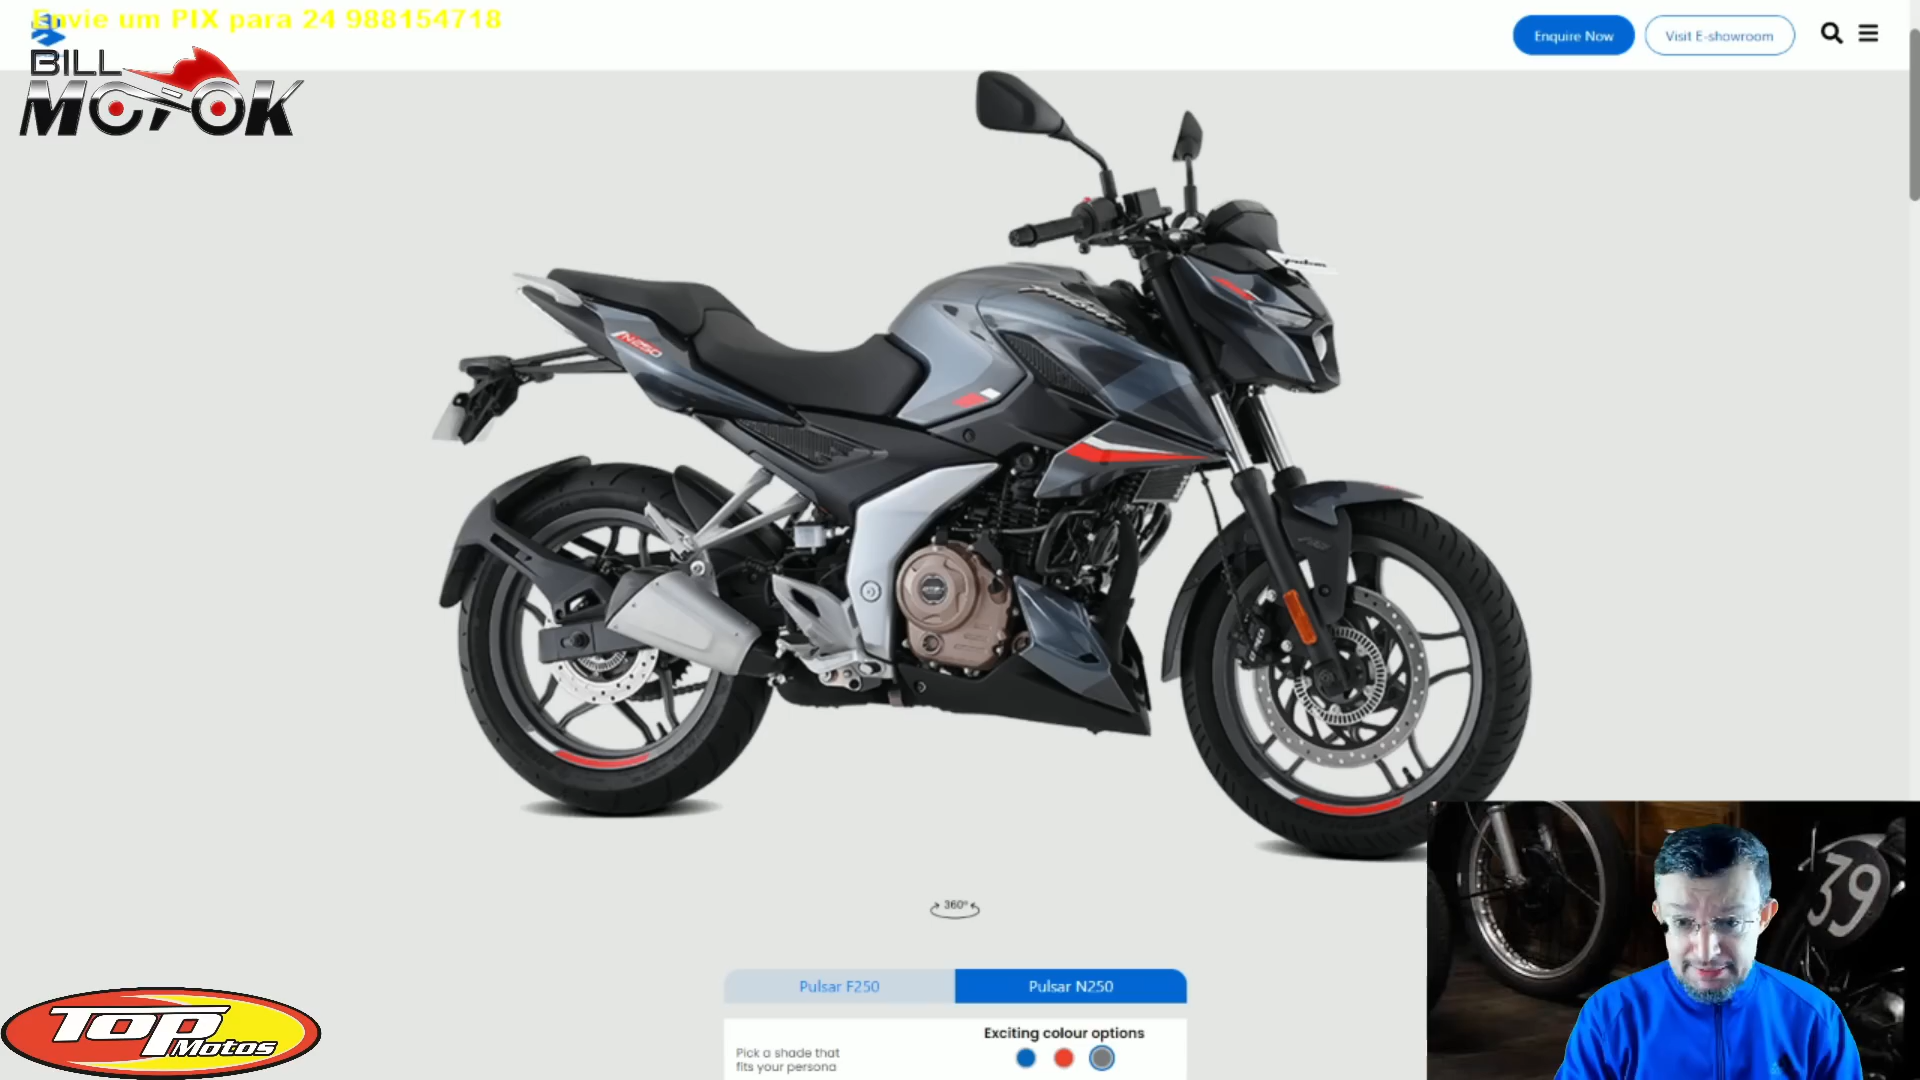 Envie um PIX para 24 988154718
BILL
MOTOK
Enquire Now
Visit E-showroom
Pulsar
N250
360°
Pulsar F250
Pulsar N250
Exciting colour options
Pick a shade that
fits your persona
TOP
Motos
39